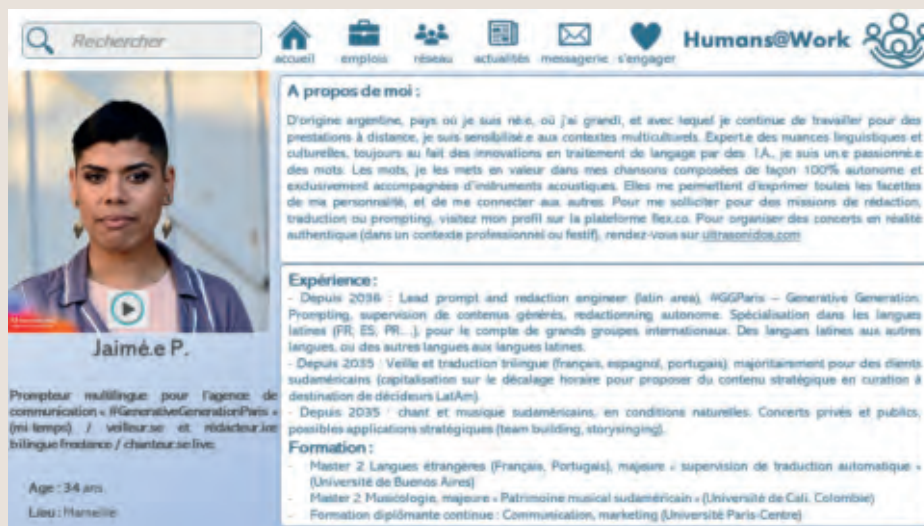 Rechercher
accueil emplois réseau actualités messagerie s'engager
Humans@Work
A propos de moi :
D'origine argentine, pays où je suis né.e, où j'ai grandi, et avec lequel je continue de travailler pour des
prestations à distance, je suis sensibilisé.e aux contextes multiculturels. Expert.e des nuances linguistiques et
culturelles, toujours au fait des innovations en traitement de langage par des I.A., je suis un.e passionné.e
des mots. Les mots, je les mets en valeur dans mes chansons composées de façon 100% autonome et
exclusivement accompagnées d'instruments acoustiques. Elles me permettent d'exprimer toutes les facettes
de ma personnalité, et de me connecter aux autres. Pour me solliciter pour des missions de rédaction,
traduction ou prompting, visitez mon profil sur la plateforme flex.co. Pour organiser des concerts en réalité
authentique (dans un contexte professionnel ou festif), rendez-vous sur ultrasonidos.com
Jaimé.e P.
Prompteur multilingue pour l'agence de
communication « #GenerativeGenerationParis »
(mi-temps) / veilleur.se et rédacteur.ice
bilingue freelance / chanteur.se live.
Age : 34 ans
Lieu : Marseille
Expérience :
- Depuis 2036 : Lead prompt and redaction engineer (latin area), #GGParis – Generative Generation.
Prompting, supervision de contenus générés, redactionning autonome. Spécialisation dans les langues
latines (FR, ES, PR...), pour le compte de grands groupes internationaux. Des langues latines aux autres
langues, ou des autres langues aux langues latines.
- Depuis 2035 : Veille et traduction trilingue (français, espagnol, portugais), majoritairement pour des clients
sudaméricains (capitalisation sur le décalage horaire pour proposer du contenu stratégique en curation à
destination de décideurs LatAm).
- Depuis 2035 : chant et musique sudaméricains, en conditions naturelles. Concerts privés et publics,
possibles applications stratégiques (team building, storysinging).
Formation :
- Master 2 Langues étrangères (Français, Portugais), majeure « supervision de traduction automatique »
(Université de Buenos Aires)
- Master 2 Musicologie, majeure « Patrimoine musical sudaméricain » (Université de Cali, Colombie)
- Formation diplômante continue : Communication, marketing (Université Paris-Centre)